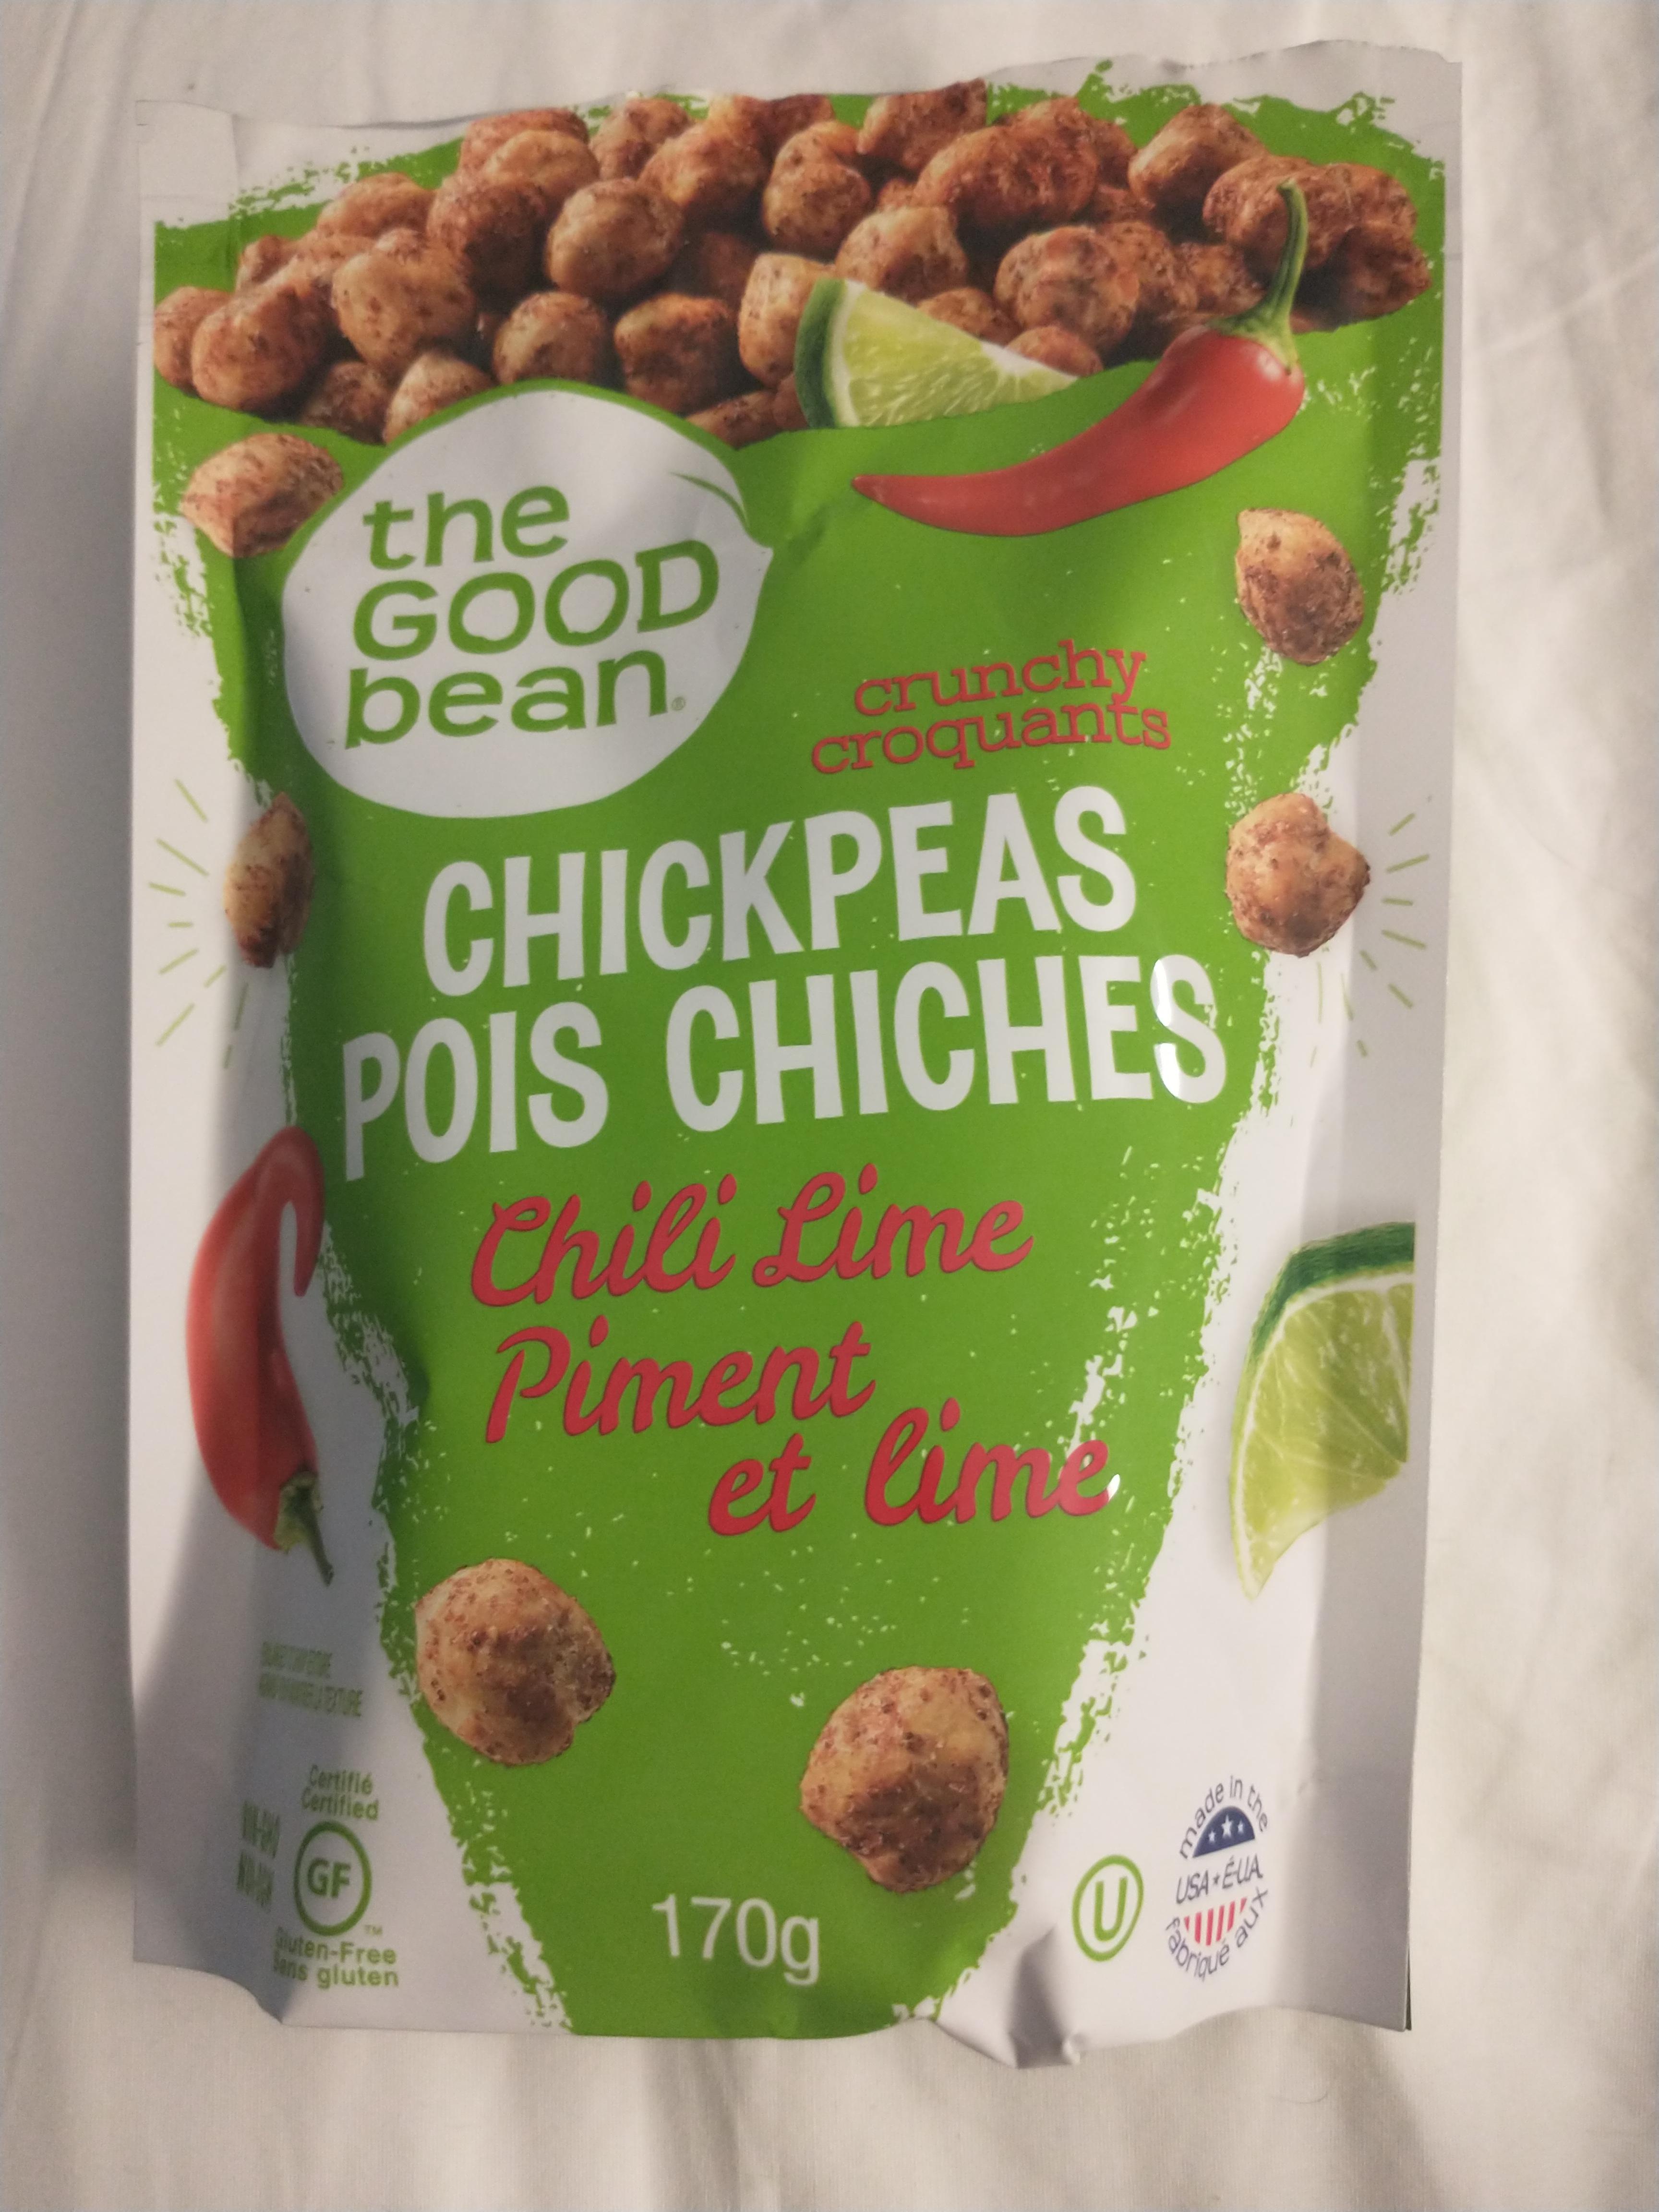 the
GOOD
bean®
crunchy
croquants
CHICKPEAS
POIS CHICHES
Chili Lime
Piment
et lime
Certifié
Certified
GF
TM
Gluten-Free
Sans gluten
170g
U
made in the
USA ★ É-U.A.
fabriqué aux